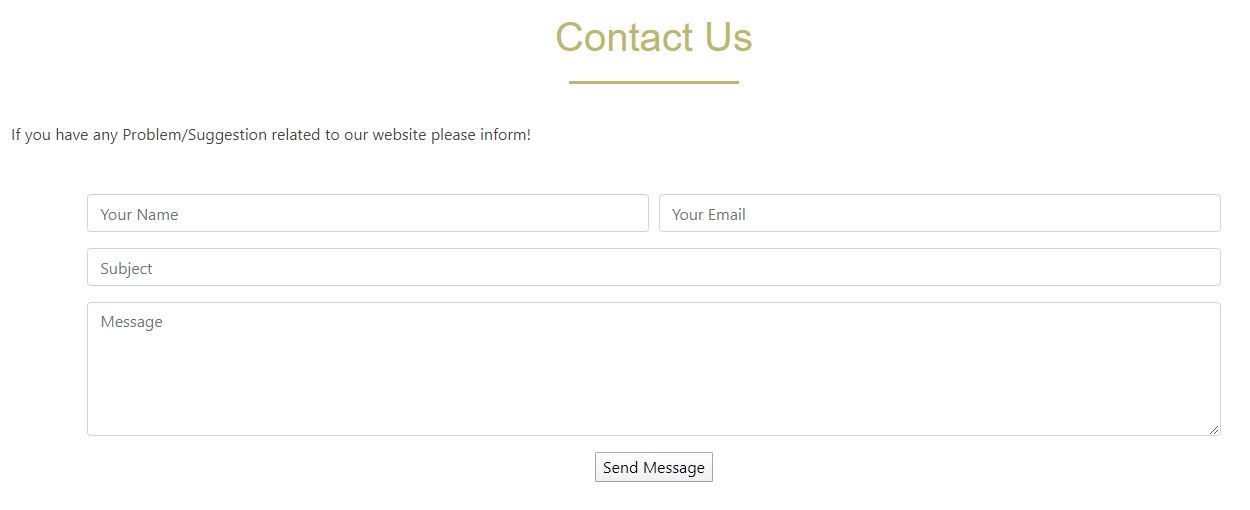 Contact Us
If you have any Problem/Suggestion related to our website please inform!
Your Name Your Email
Subject
Message
Send Message